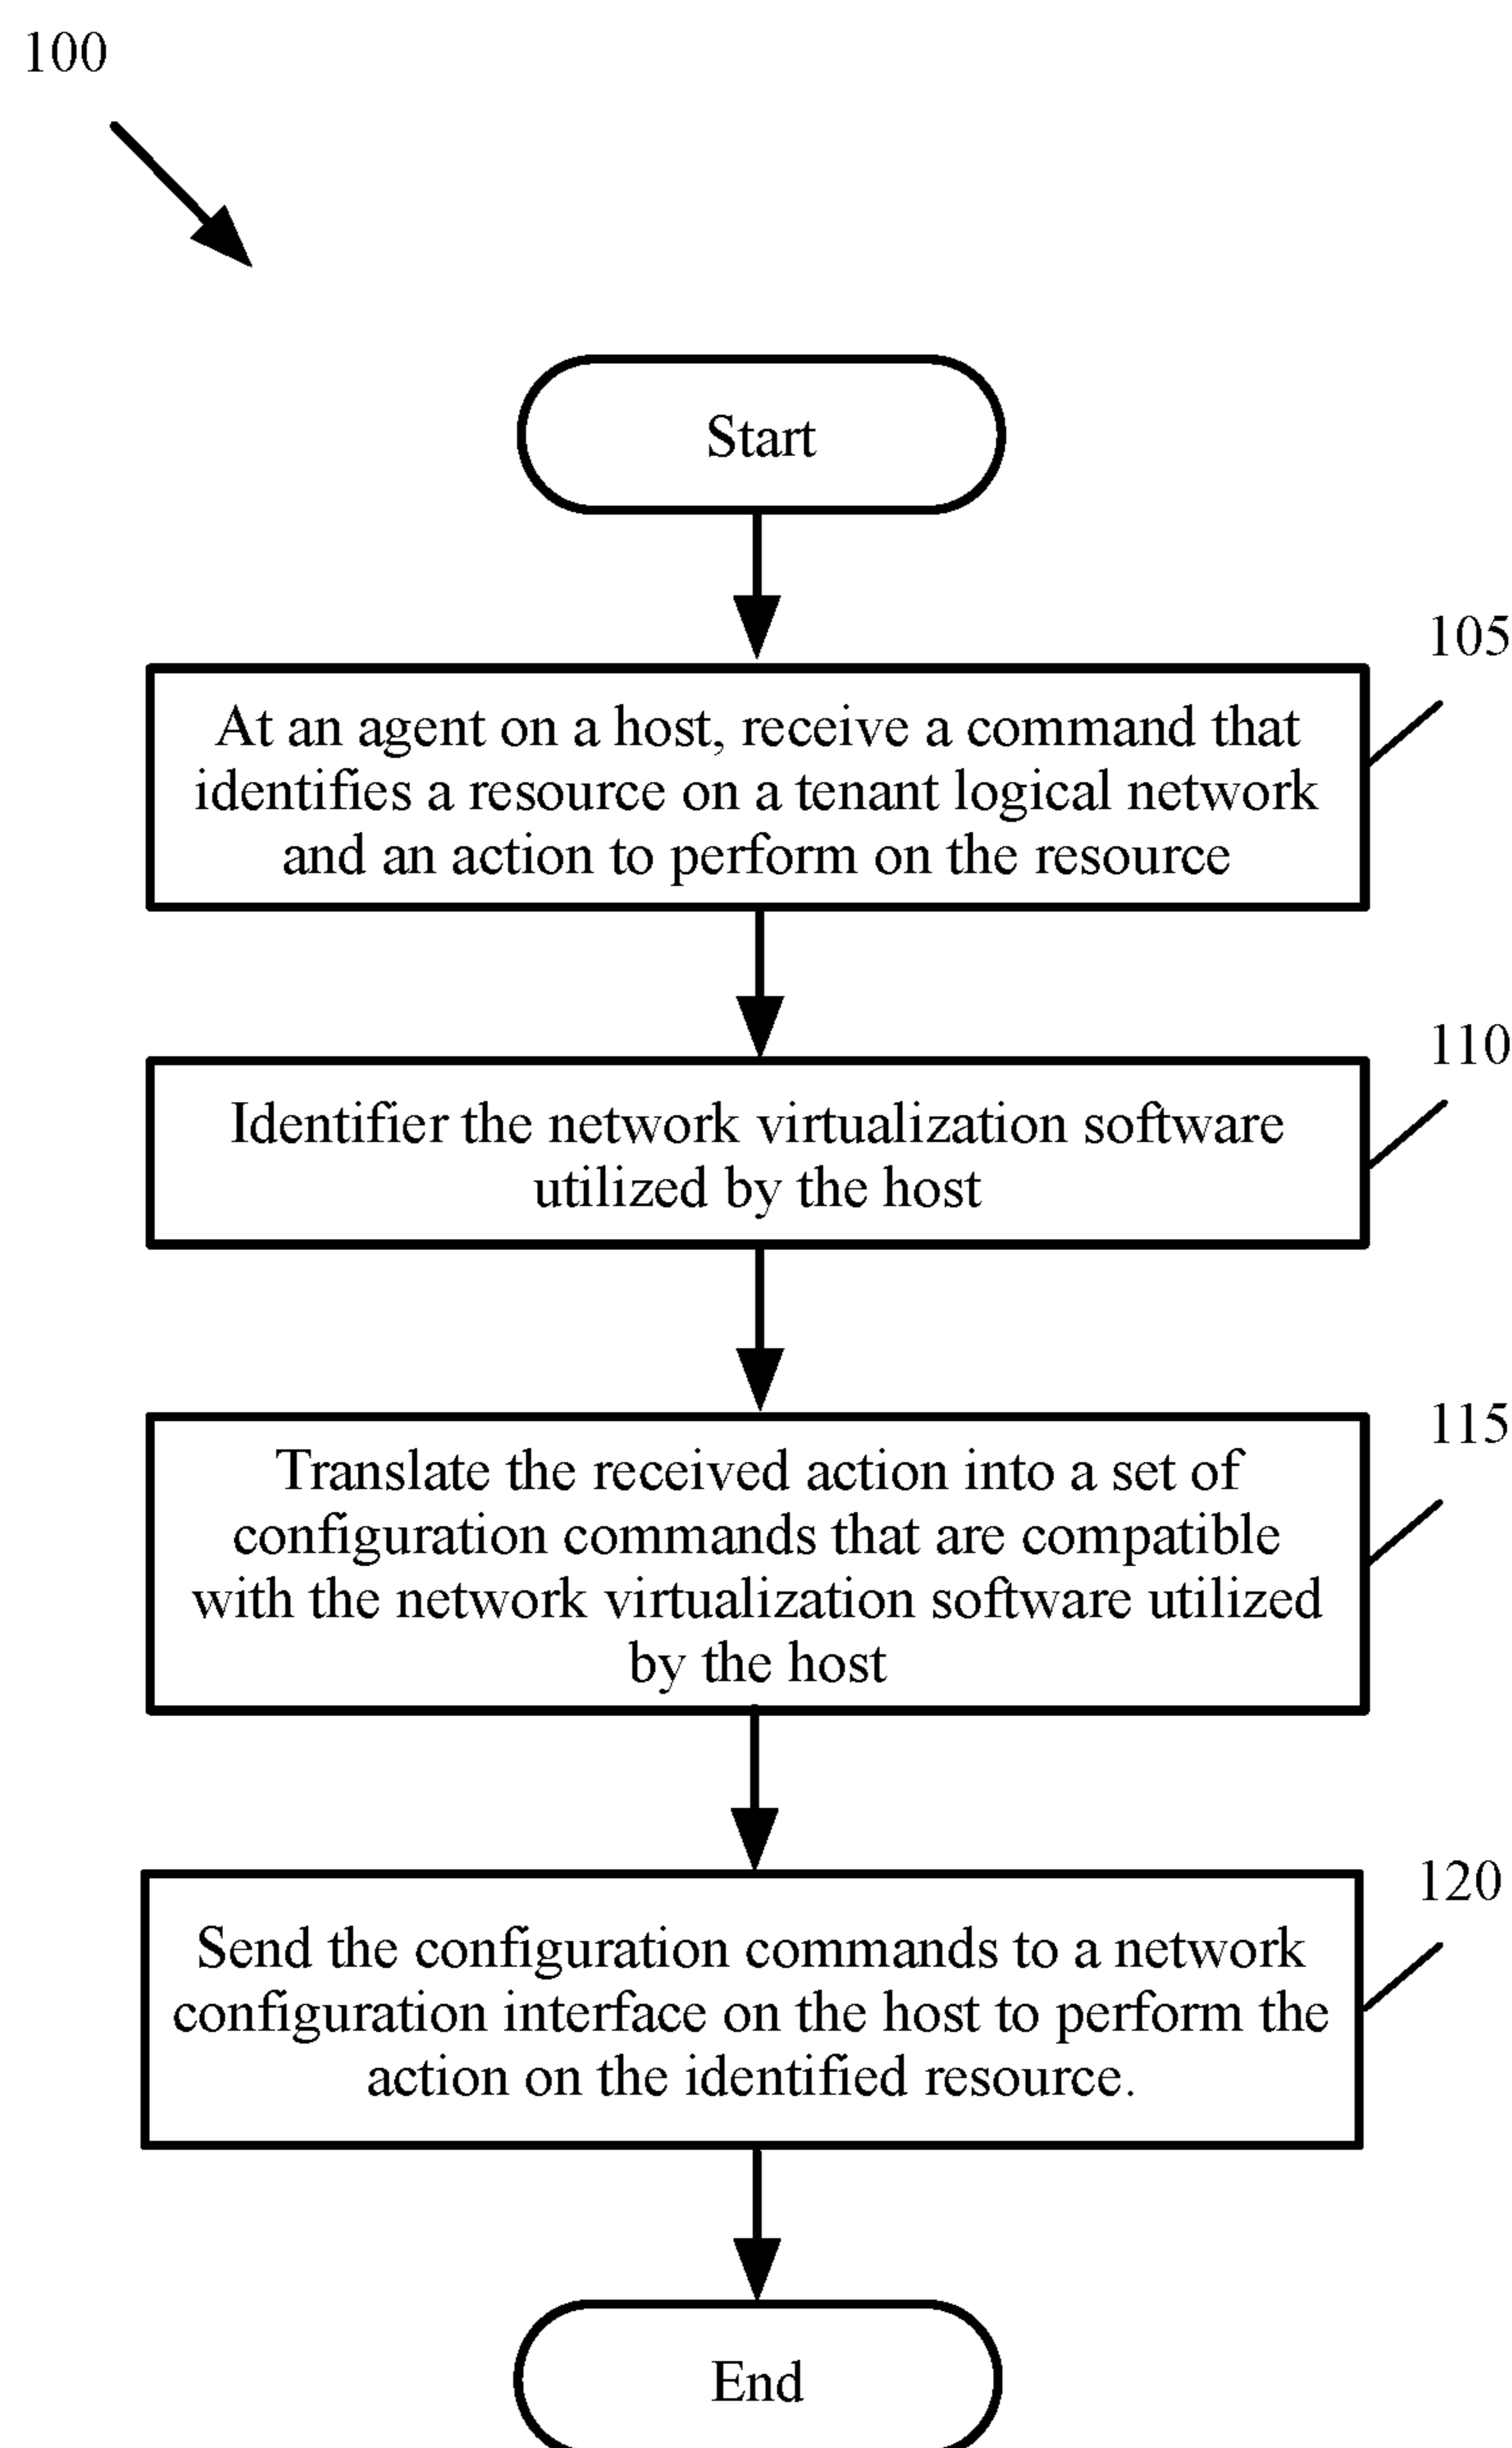 100
Start
105
At an agent on a host, receive a command that
identifies a resource on a tenant logical network
and an action to perform on the resource
110
Identifier the network virtualization software
utilized by the host
115
Translate the received action into a set of
configuration commands that are compatible
with the network virtualization software utilized
by the host
120
Send the configuration commands to a network
configuration interface on the host to perform the
action on the identified resource.
End